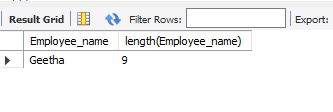 Result Grid Filter Rows: Export:
Employee_name length(Employee_name)
Geetha 9